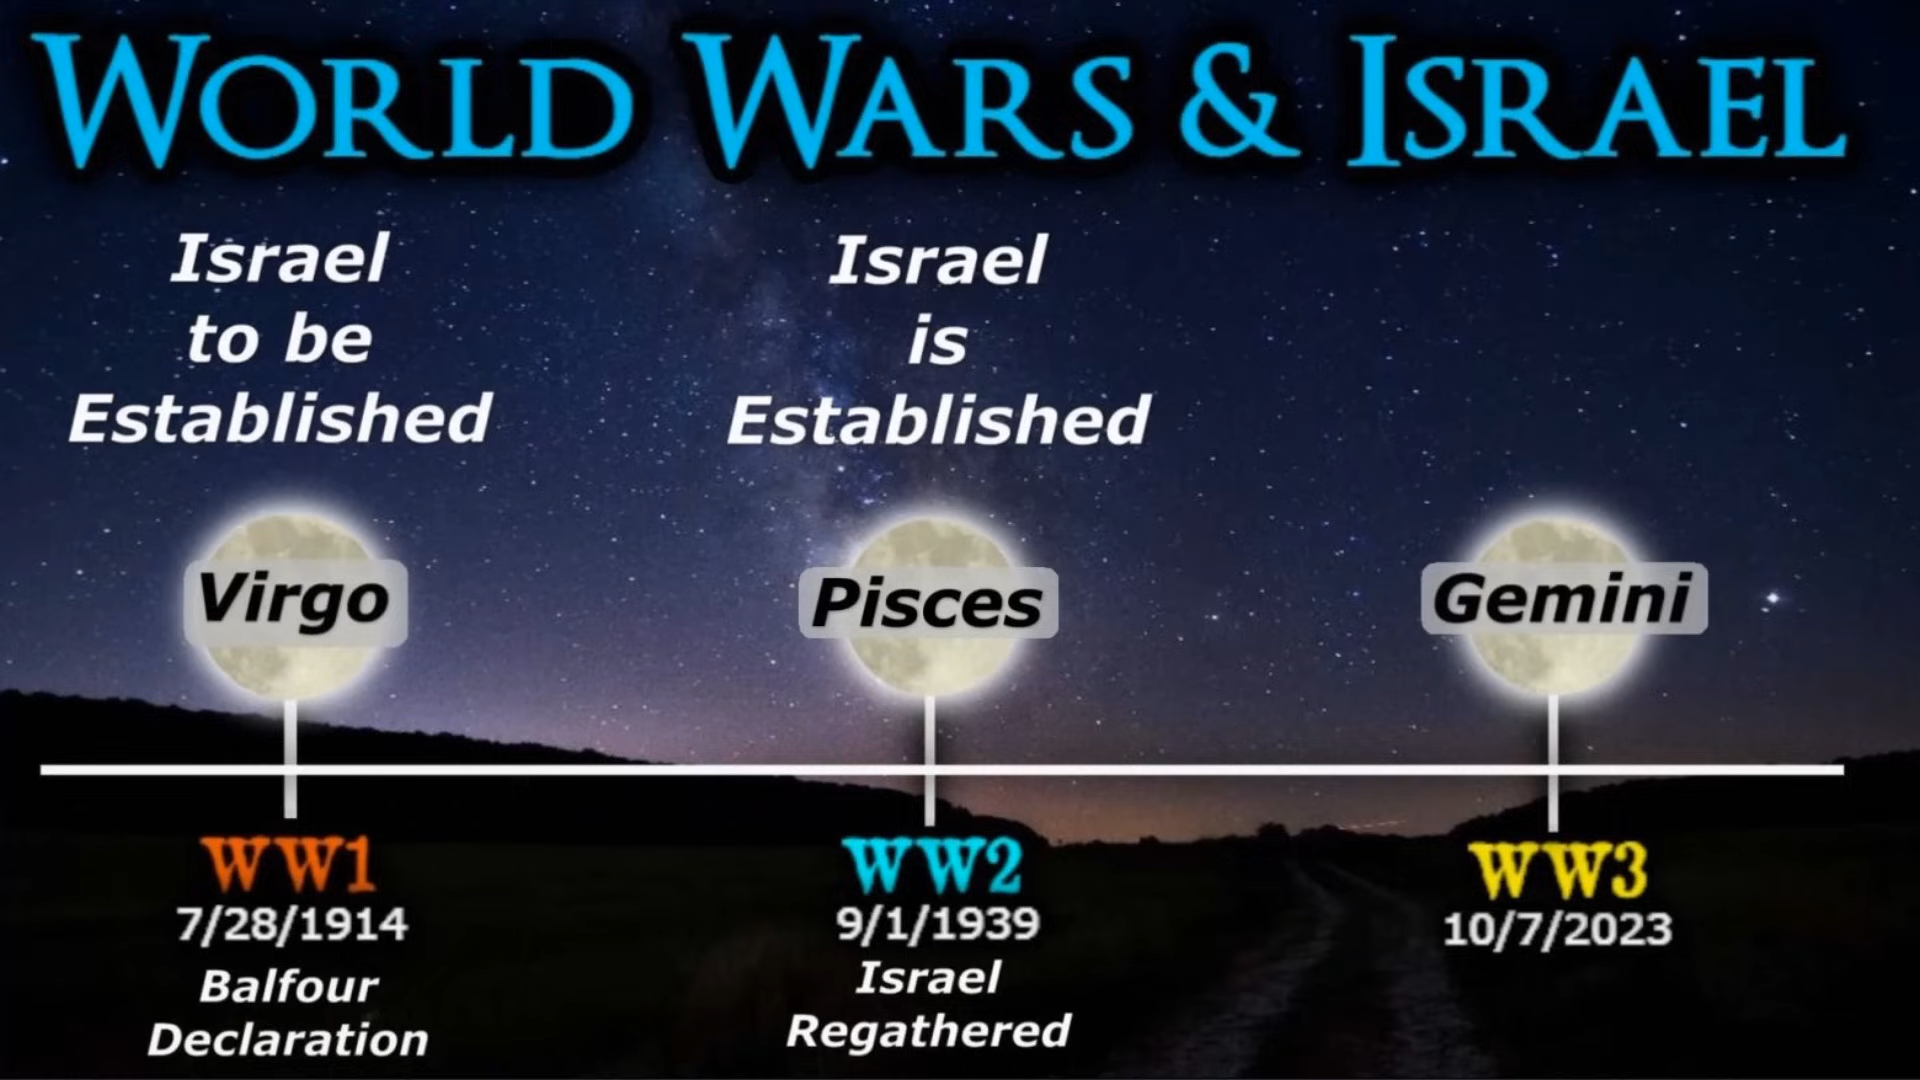 WORLD WARS & ISRAEL
Israel
to be
Established
Israel
is
Established
Virgo
Pisces
Gemini
WW1
7/28/1914
Balfour
Declaration
WW2
9/1/1939
Israel
Regathered
WW3
10/7/2023